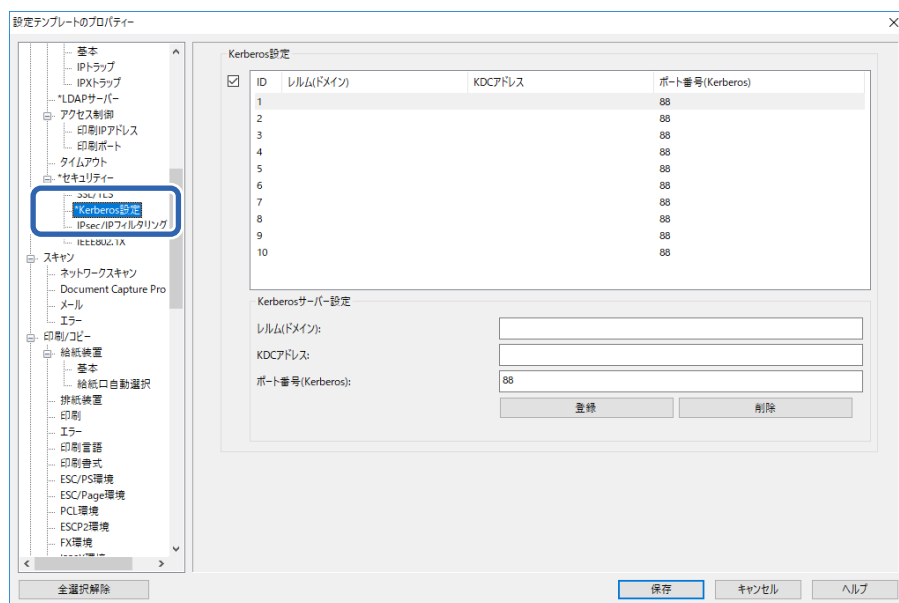 設定テンプレートのプロパティー
基本
IPトラップ
IPXトラップ
*LDAPサーバー
アクセス制御
印刷IPアドレス
印刷ポート
タイムアウト
*セキュリティー
SSL/TLS
*Kerberos設定
IPsec/IPフィルタリング
IEEE802.1X
スキャン
ネットワークスキャン
Document Capture Pro
メール
エラー
印刷/コピー
給紙装置
基本
給紙口自動選択
排紙装置
印刷
エラー
印刷言語
印刷書式
ESC/PS環境
ESC/Page環境
PCL環境
ESCP2環境
FX環境
全選択解除
Kerberos設定
ID レルム(ドメイン) KDCアドレス ポート番号(Kerberos)
1 88
2 88
3 88
4 88
5 88
6 88
7 88
8 88
9 88
10 88
Kerberosサーバー設定
レルム(ドメイン):
KDCアドレス:
ポート番号(Kerberos): 88
登録 削除
保存 キャンセル ヘルプ